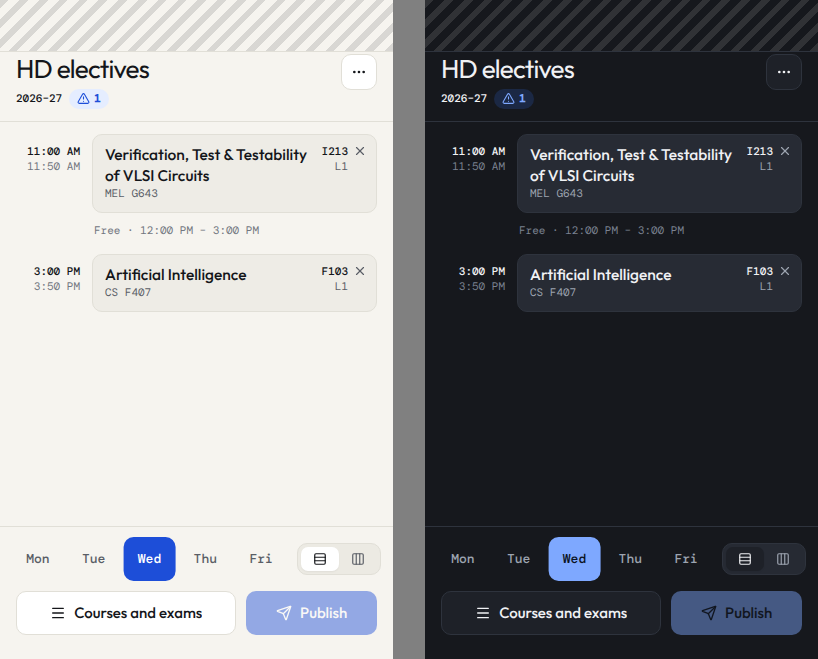 HD electives
...
2026-27 1
11:00 AM
11:50 AM
Verification, Test & Testability
of VLSI Circuits
MEL G643
I213
L1
Free · 12:00 PM - 3:00 PM
3:00 PM
3:50 PM
Artificial Intelligence
CS F407
F103
L1
Mon Tue Wed Thu Fri
Courses and exams
Publish
HD electives
...
2026-27 1
11:00 AM
11:50 AM
Verification, Test & Testability
of VLSI Circuits
MEL G643
I213
L1
Free · 12:00 PM - 3:00 PM
3:00 PM
3:50 PM
Artificial Intelligence
CS F407
F103
L1
Mon Tue Wed Thu Fri
Courses and exams
Publish